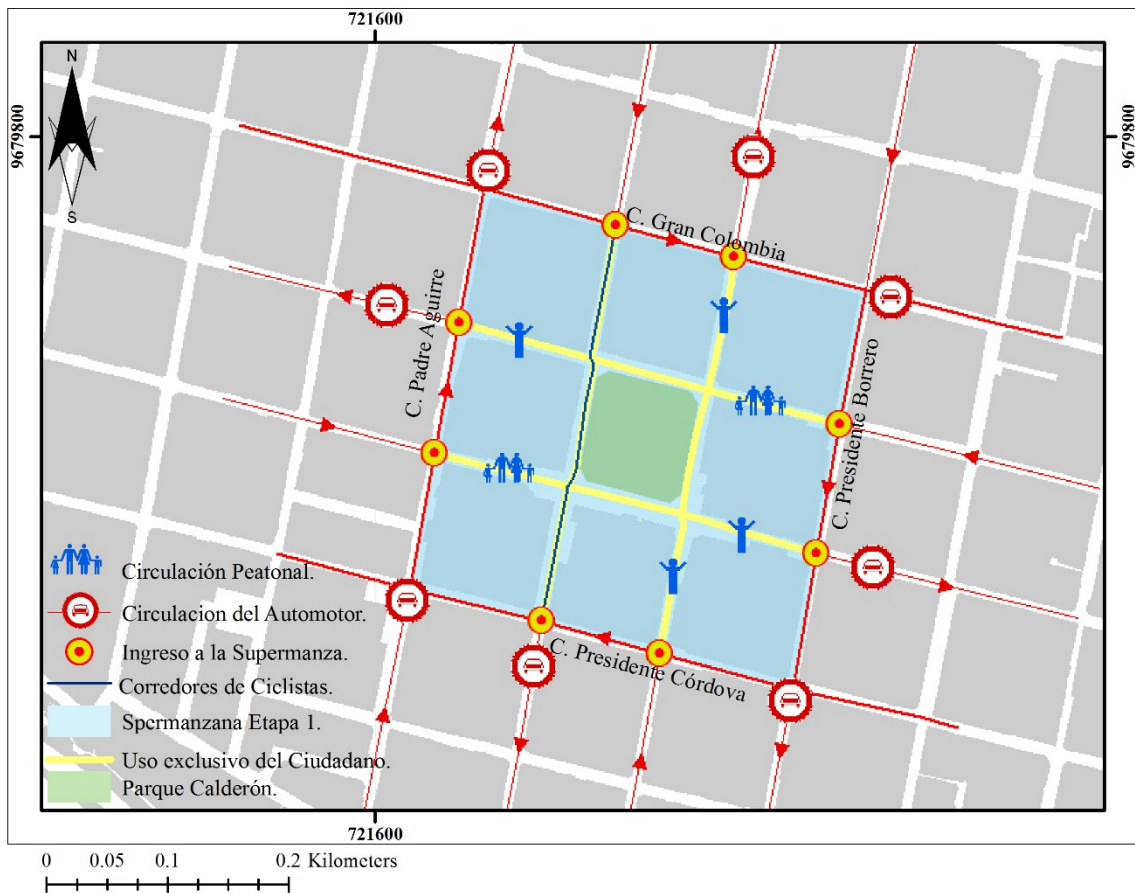 721600
9679800
9679800
N
S
C. Gran Colombia
C. Padre Aguirre
C. Presidente Borrero
C. Presidente Córdova
Circulación Peatonal.
Circulacion del Automotor.
Ingreso a la Supermanza.
Corredores de Ciclistas.
Spermanzana Etapa 1.
Uso exclusivo del Ciudadano.
Parque Calderón.
721600
0 0.05 0.1 0.2 Kilometers